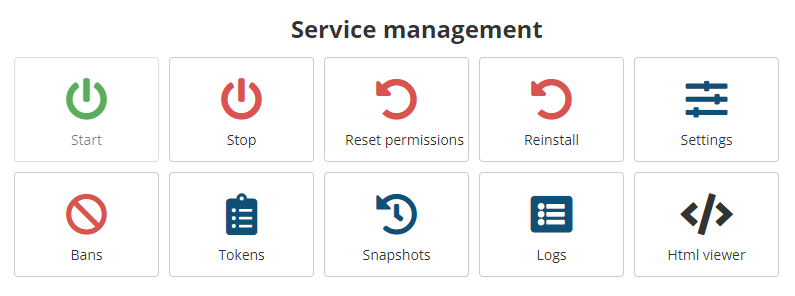 Service management
Start
Stop
Reset permissions
Reinstall
Settings
Bans
Tokens
Snapshots
Logs
Html viewer